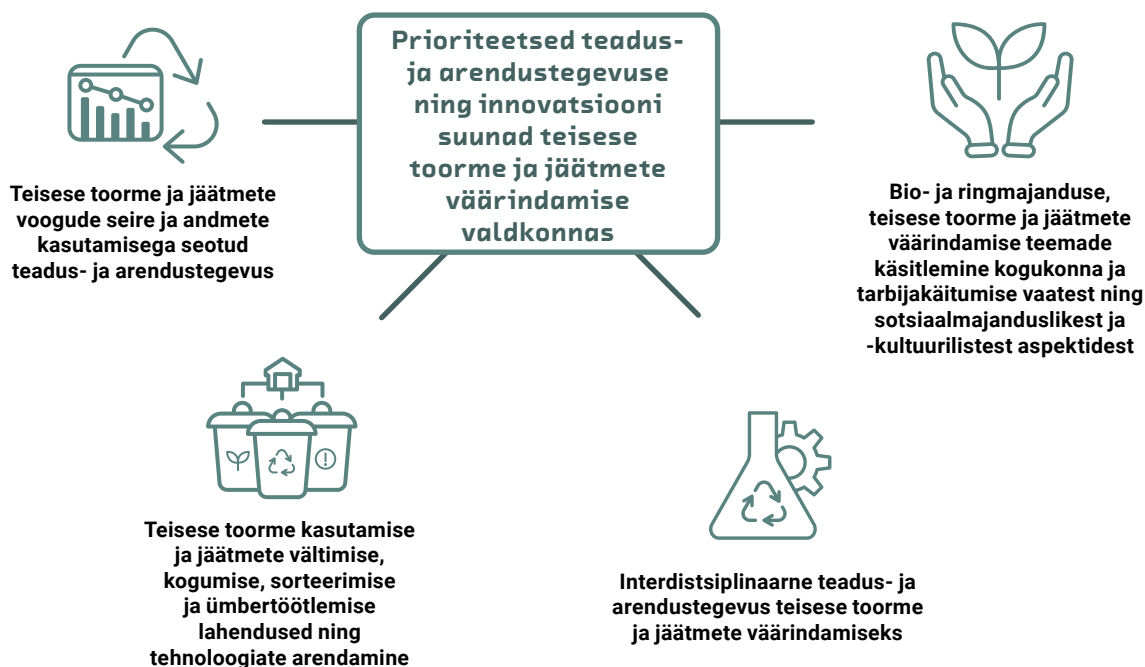 Prioriteetsed teadus-
ja arendustegevuse
ning innovatsiooni
suunad teisese
toorme ja jäätmete
väärindamise
valdkonnas
Teisese toorme ja jäätmete
voogude seire ja andmete
kasutamisega seotud
teadus- ja arendustegevus
Bio- ja ringmajanduse,
teisese toorme ja jäätmete
väärindamise teemade
käsitlemine kogukonna ja
tarbijakäitumise vaatest ning
sotsiaalmajanduslikest ja
-kultuurilistest aspektidest
Teisese toorme kasutamise
ja jäätmete vältimise,
kogumise, sorteerimise
ja ümbertöötlemise
lahendused ning
tehnoloogiate arendamine
Interdistsiplinaarne teadus- ja
arendustegevus teisese toorme
ja jäätmete väärindamiseks